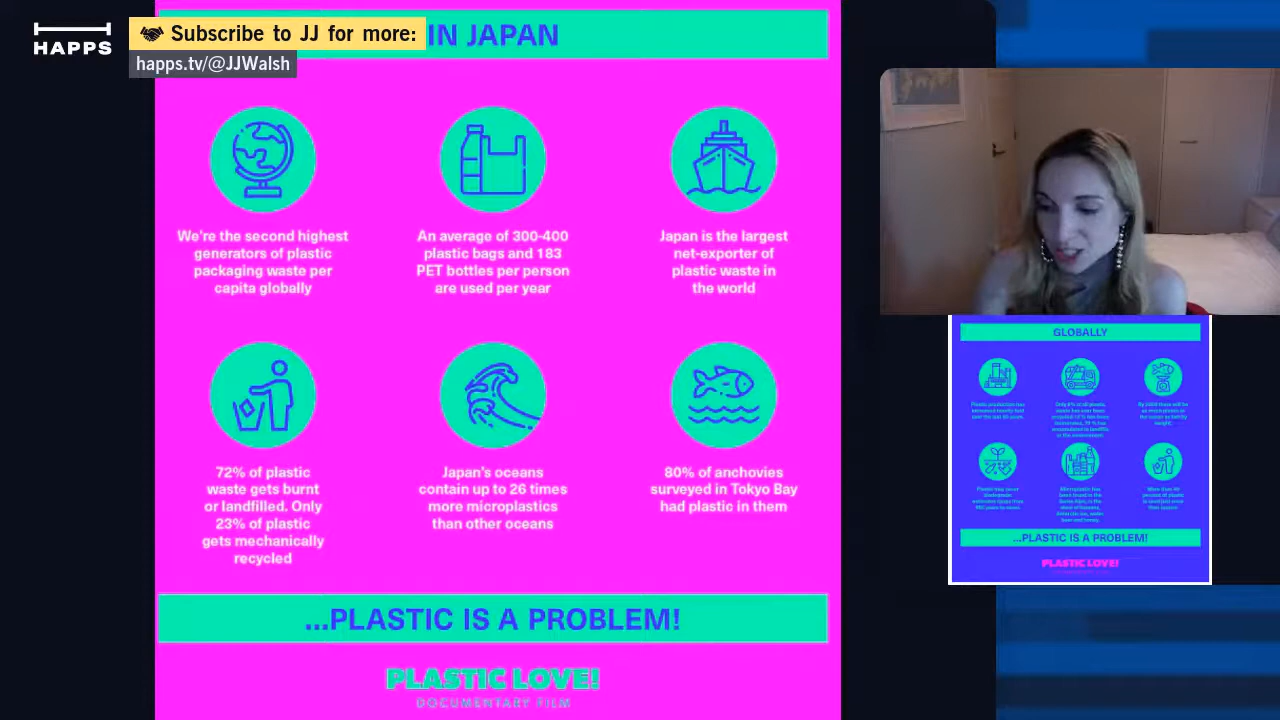 HAPPS
Subscribe to JJ for more:
happs.tv/@JJWalsh
IN JAPAN
We're the second highest
generators of plastic
packaging waste per
capita globally
An average of 300-400
plastic bags and 183
PET bottles per person
are used per year
Japan is the largest
net-exporter of
plastic waste in
the world
72% of plastic
waste gets burnt
or landfilled. Only
23% of plastic
gets mechanically
recycled
Japan's oceans
contain up to 26 times
more microplastics
than other oceans
80% of anchovies
surveyed in Tokyo Bay
had plastic in them
...PLASTIC IS A PROBLEM!
PLASTIC LOVE!
DOCUMENTARY FILM
GLOBALLY
...PLASTIC IS A PROBLEM!
PLASTIC LOVE!